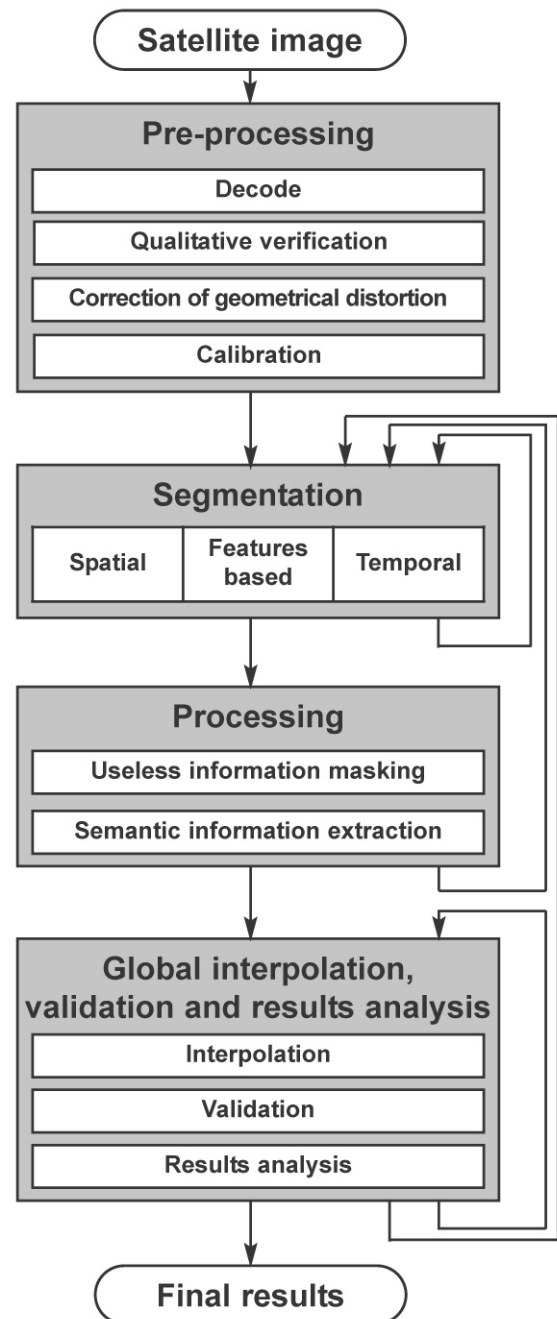 Satellite image
Pre-processing
Decode
Qualitative verification
Correction of geometrical distortion
Calibration
Segmentation
Spatial
Features
based
Temporal
Processing
Useless information masking
Semantic information extraction
Global interpolation,
validation and results analysis
Interpolation
Validation
Results analysis
Final results